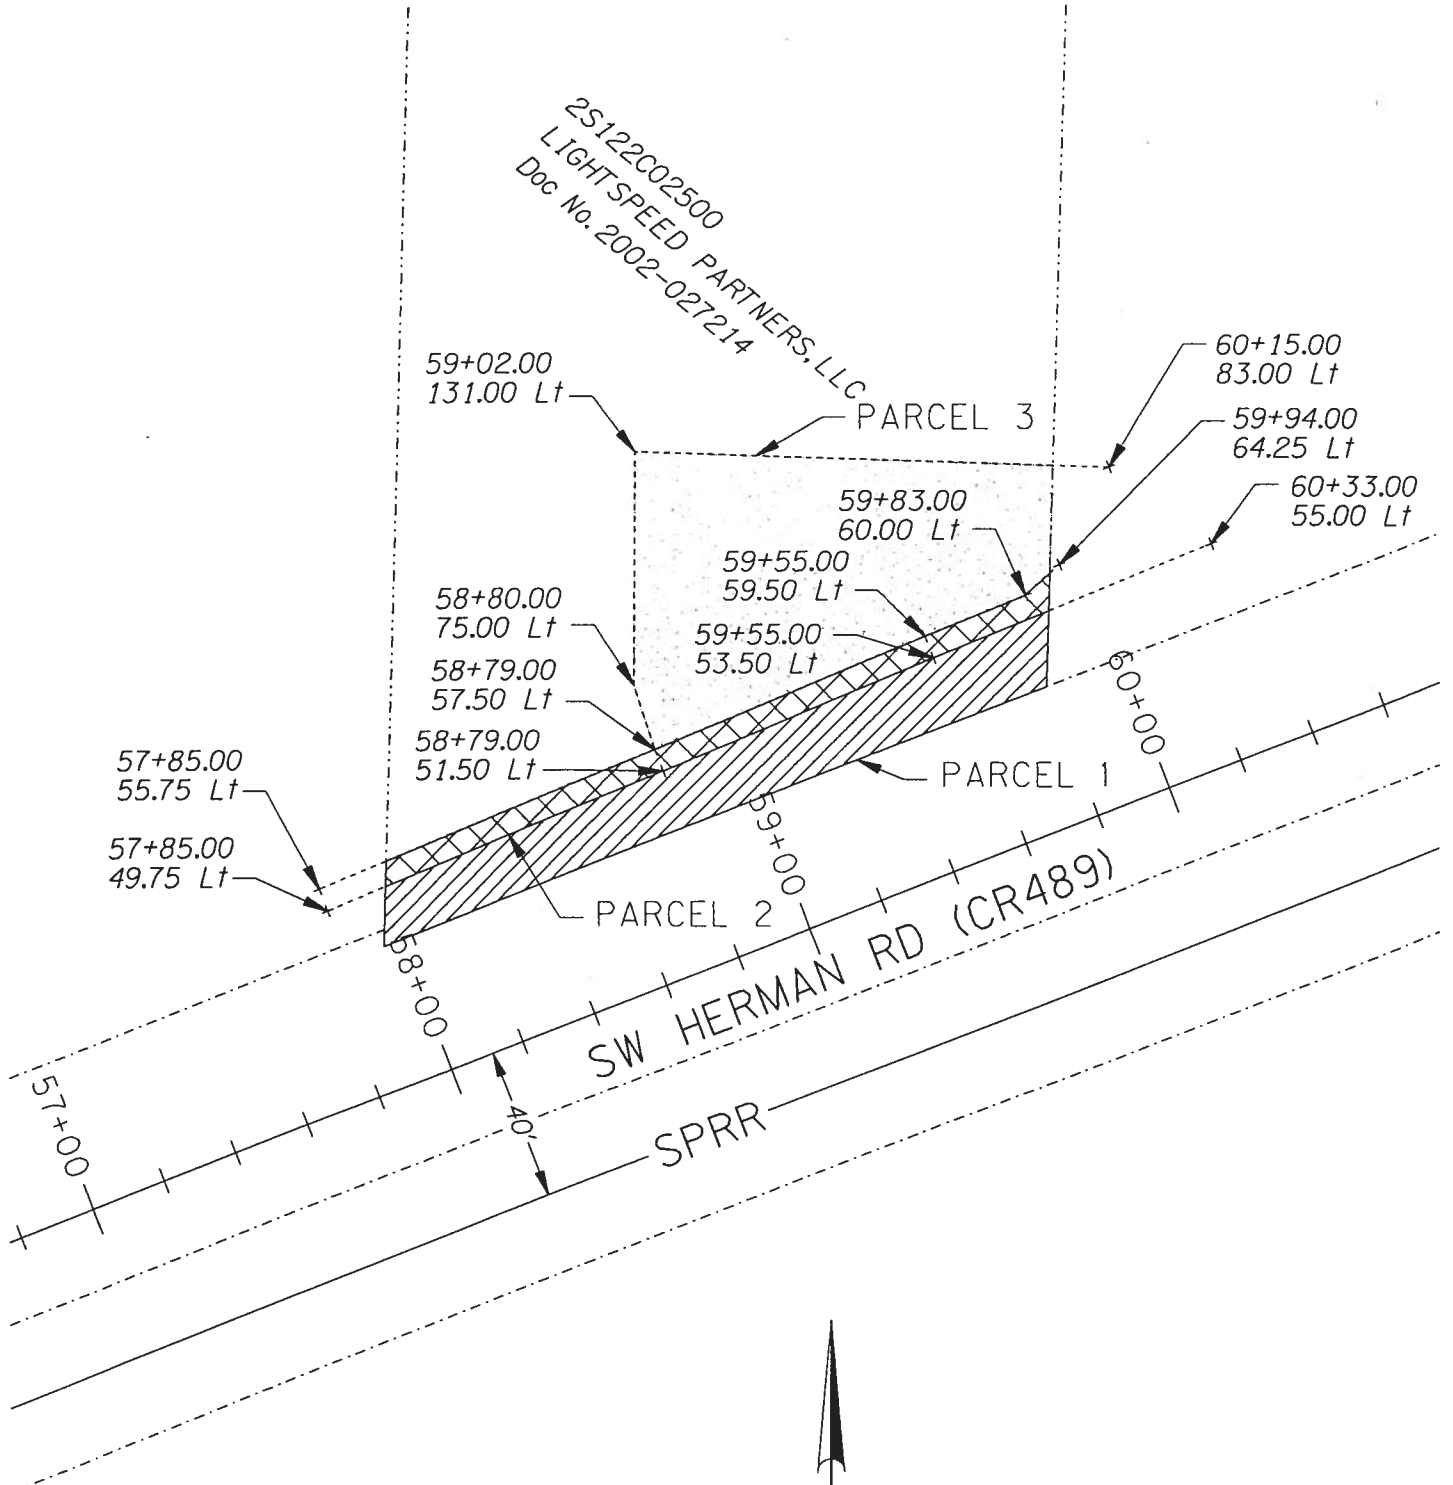 2S122C02500
LIGHTSPEED PARTNERS, LLC
Doc No. 2002-027214
59+02.00
131.00 Lt
PARCEL 3
60+15.00
83.00 Lt
59+94.00
64.25 Lt
60+33.00
55.00 Lt
59+83.00
60.00 Lt
59+55.00
59.50 Lt
59+55.00
53.50 Lt
58+80.00
75.00 Lt
58+79.00
57.50 Lt
58+79.00
51.50 Lt
57+85.00
55.75 Lt
57+85.00
49.75 Lt
60+00
PARCEL 1
59+00
PARCEL 2
58+00
57+00
SW HERMAN RD (CR489)
40'
SPRR